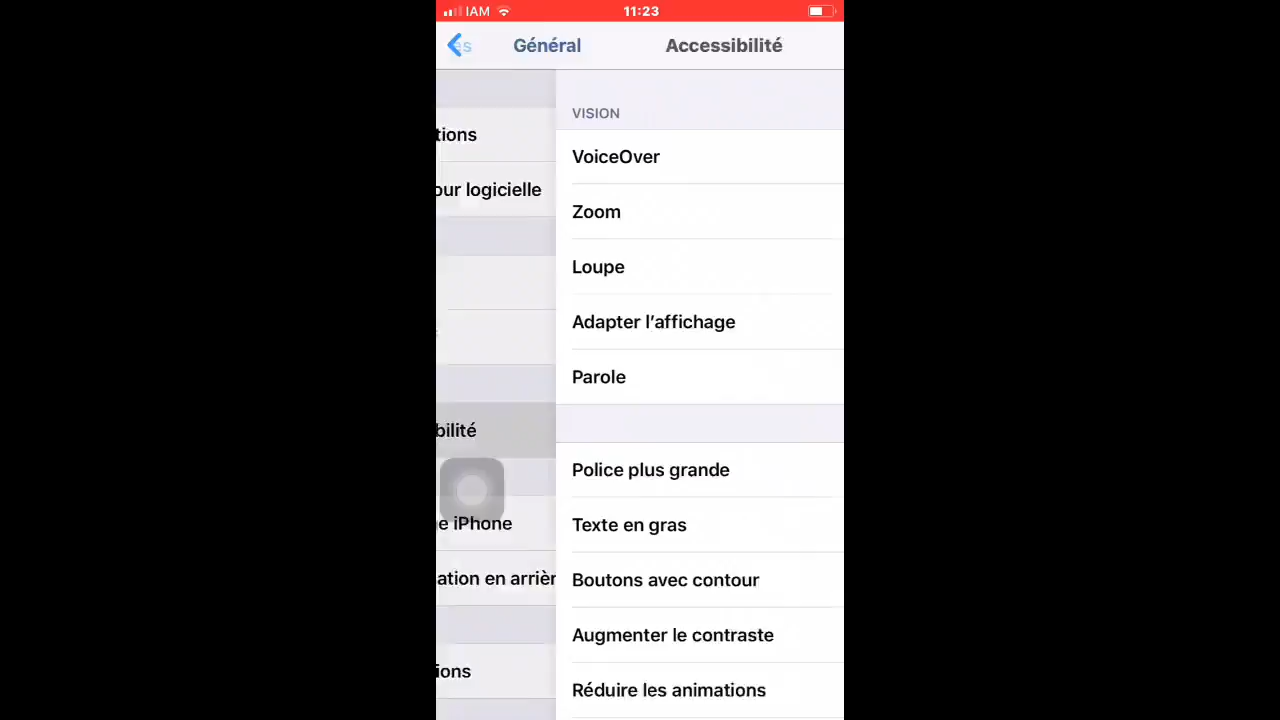 IAM 11:23
es Général Accessibilité
VISION
tions
VoiceOver
our logicielle
Zoom
Loupe
Adapter l'affichage
Parole
bilité
Police plus grande
e iPhone
Texte en gras
ation en arrièr
Boutons avec contour
Augmenter le contraste
ions
Réduire les animations